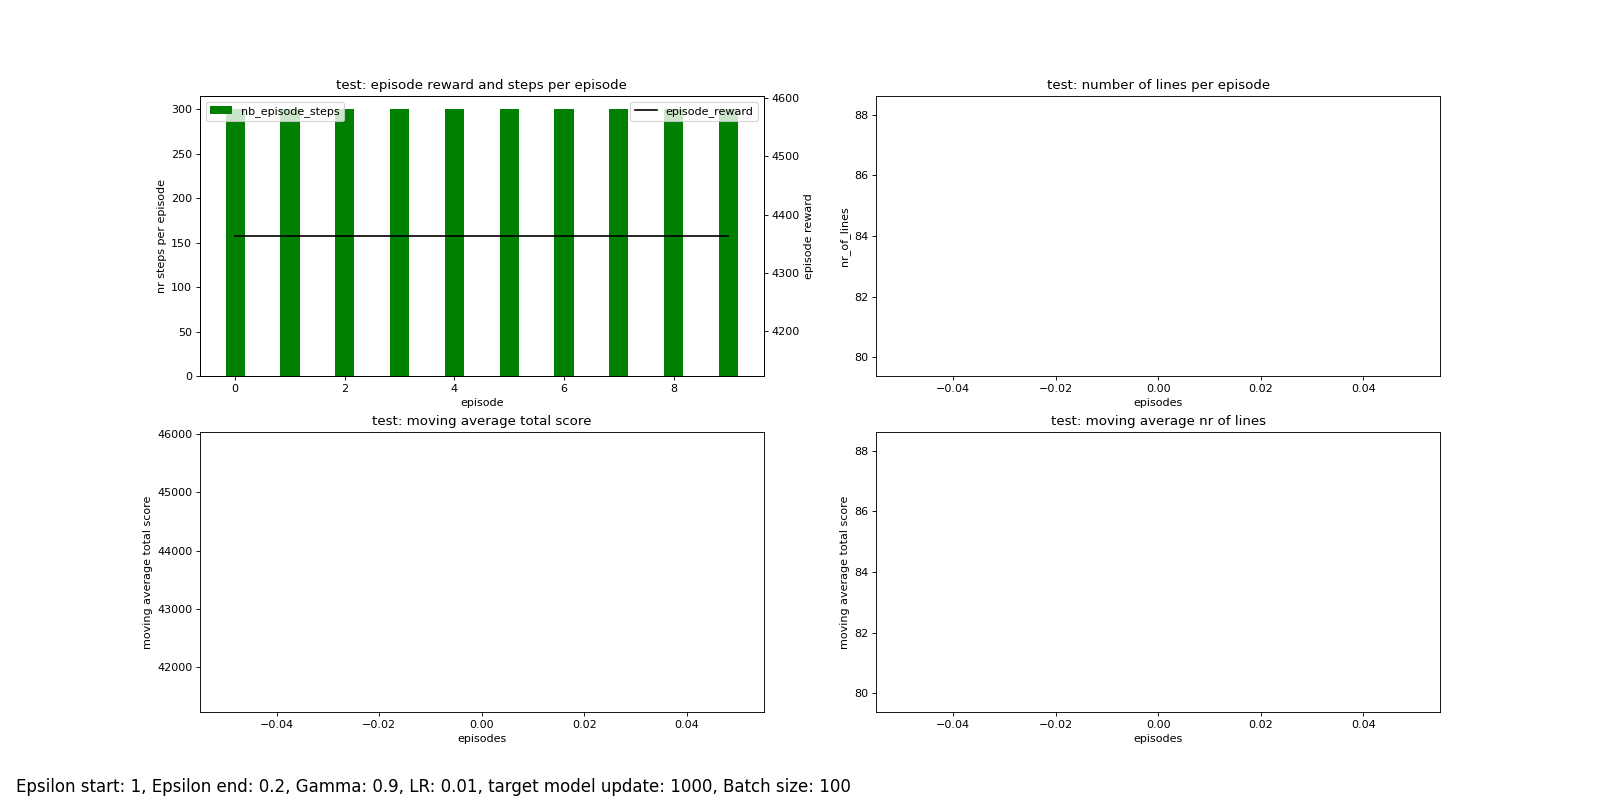 test: episode reward and steps per episode
nb_episode_steps
episode_reward
300
250
200
150
100
50
0
nr steps per episode
4600
4500
4400
4300
4200
episode reward
0 2 4 6 8
episode
test: number of lines per episode
88
86
84
82
80
nr_of_lines
−0.04 −0.02 0.00 0.02 0.04
episodes
test: moving average total score
46000
45000
44000
43000
42000
moving average total score
−0.04 −0.02 0.00 0.02 0.04
episodes
test: moving average nr of lines
88
86
84
82
80
moving average total score
−0.04 −0.02 0.00 0.02 0.04
episodes
Epsilon start: 1, Epsilon end: 0.2, Gamma: 0.9, LR: 0.01, target model update: 1000, Batch size: 100